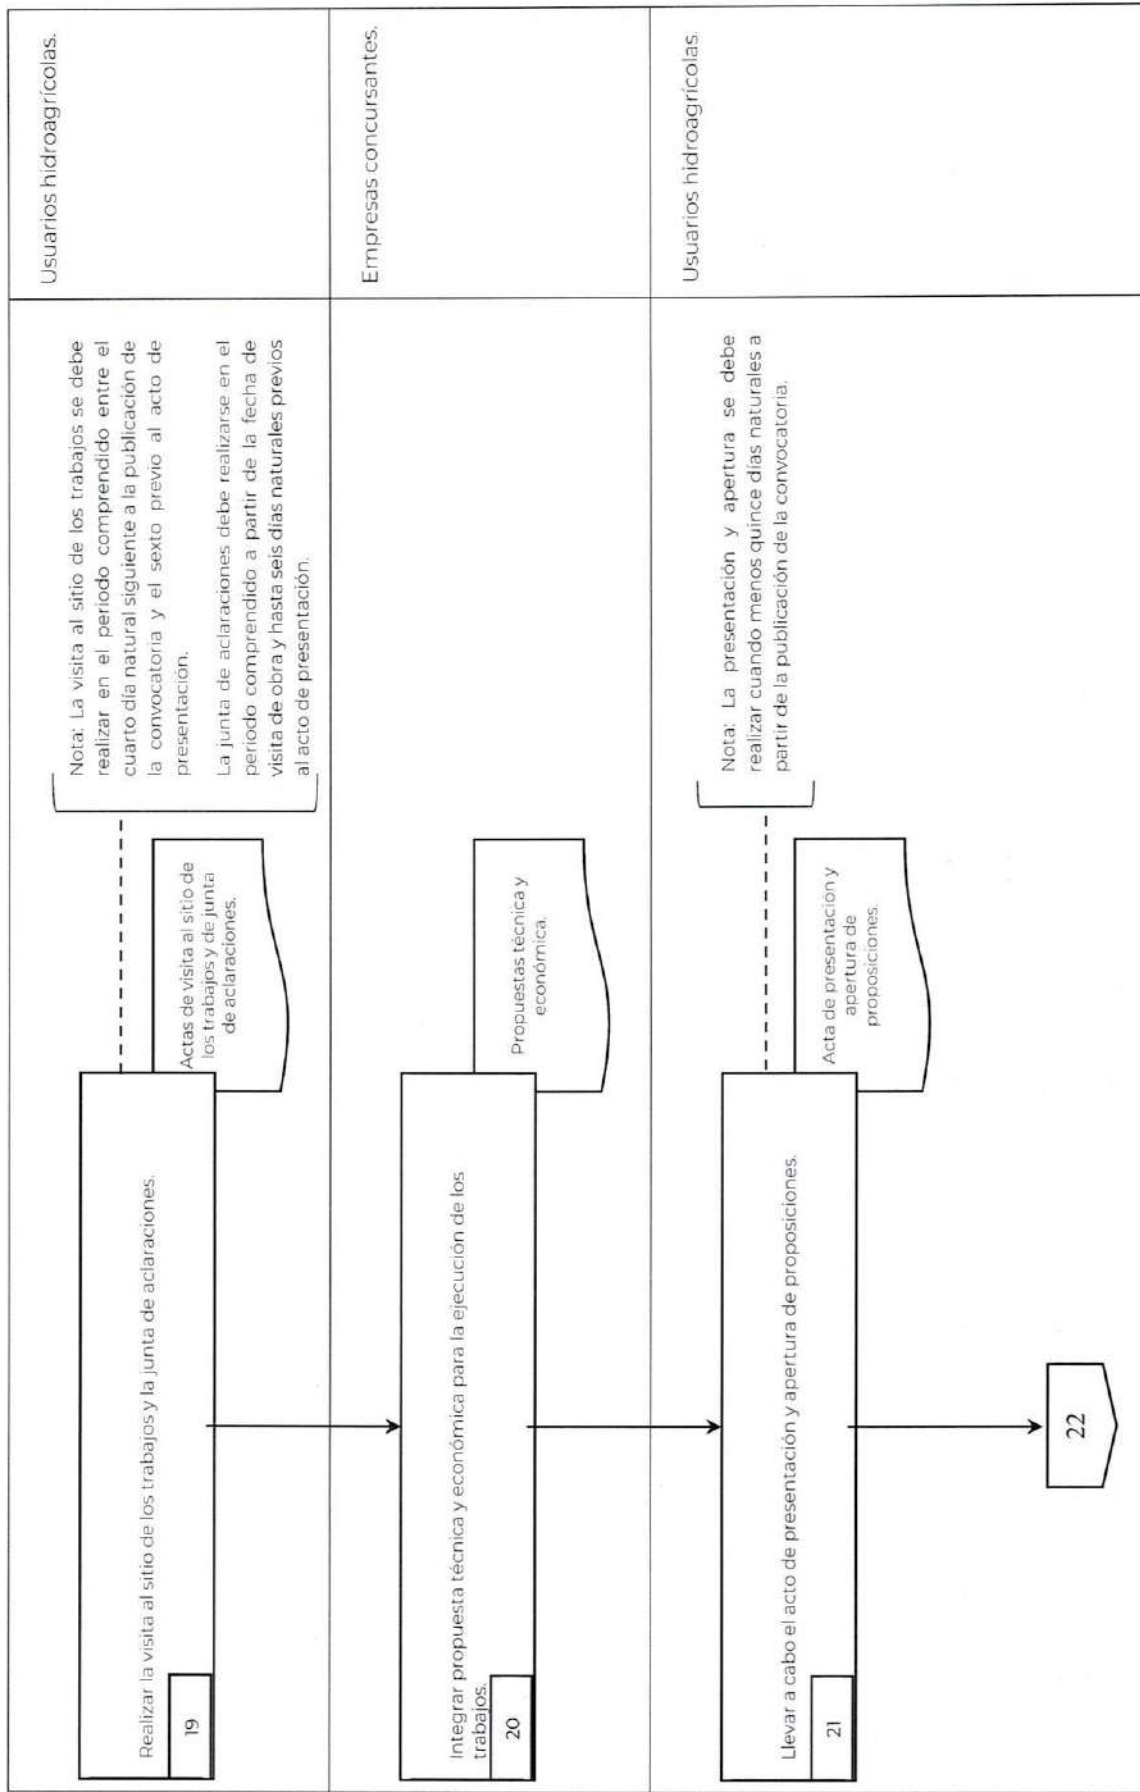 Realizar la visita al sitio de los trabajos y la junta de aclaraciones.
19
Actas de visita al sitio de
los trabajos y de junta
de aclaraciones.
Nota: La visita al sitio de los trabajos se debe
realizar en el periodo comprendido entre el
cuarto día natural siguiente a la publicación de
la convocatoria y el sexto previo al acto de
presentación.
La junta de aclaraciones debe realizarse en el
periodo comprendido a partir de la fecha de
visita de obra y hasta seis días naturales previos
al acto de presentación.
Usuarios hidroagrícolas.
Integrar propuesta técnica y económica para la ejecución de los
trabajos.
20
Propuestas técnica y
económica.
Empresas concursantes.
Llevar a cabo el acto de presentación y apertura de proposiciones.
21
Acta de presentación y
apertura de
proposiciones.
Nota: La presentación y apertura se debe
realizar cuando menos quince días naturales a
partir de la publicación de la convocatoria.
Usuarios hidroagrícolas.
22